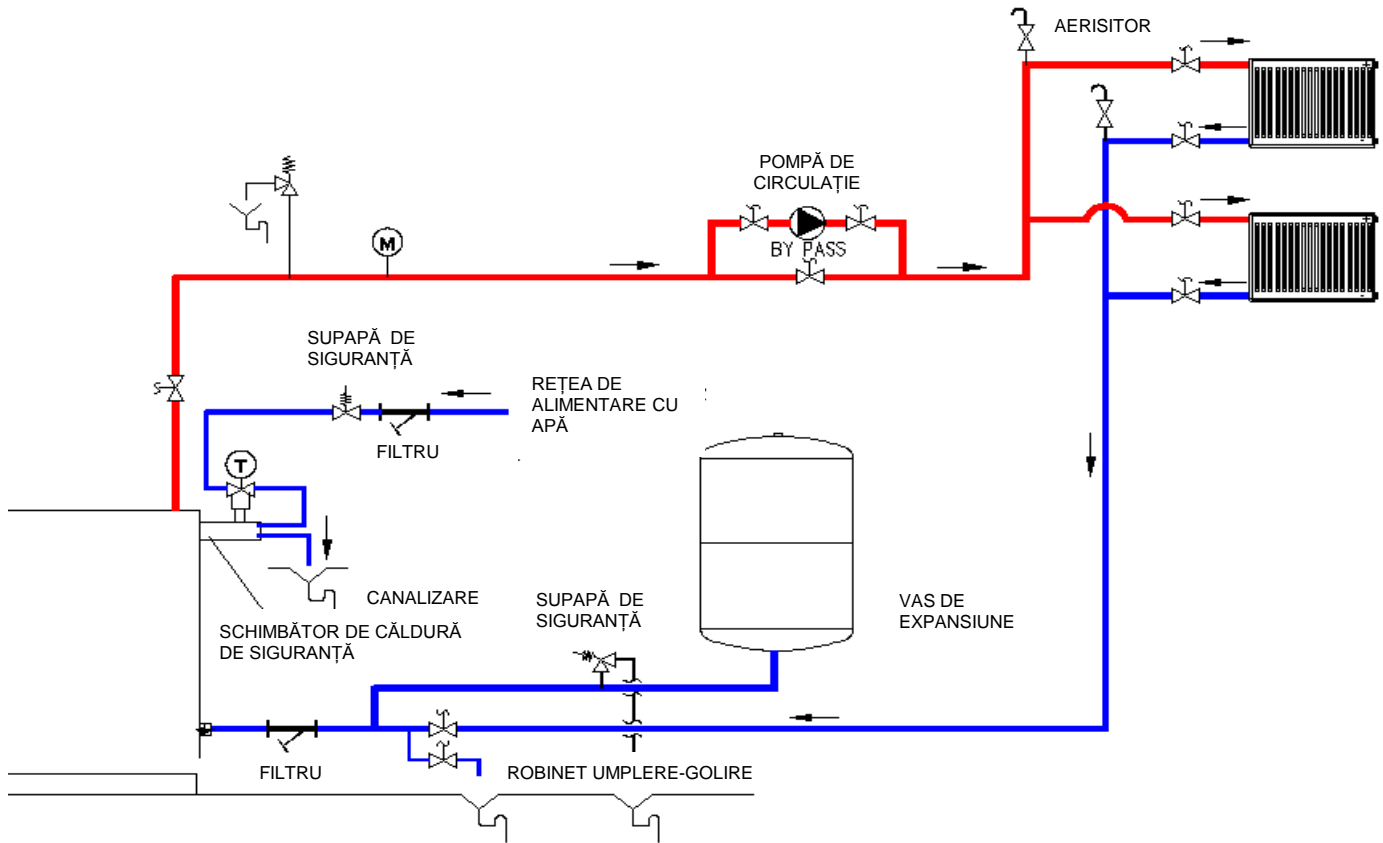 AERISITOR
POMPĂ DE
CIRCULAȚIE
BY PASS
M
SUPAPĂ DE
SIGURANȚĂ
REȚEA DE
ALIMENTARE CU
APĂ
FILTRU
T
CANALIZARE
SCHIMBĂTOR DE CĂLDURĂ
DE SIGURANȚĂ
SUPAPĂ DE
SIGURANȚĂ
VAS DE
EXPANSIUNE
FILTRU
ROBINET UMPLERE-GOLIRE